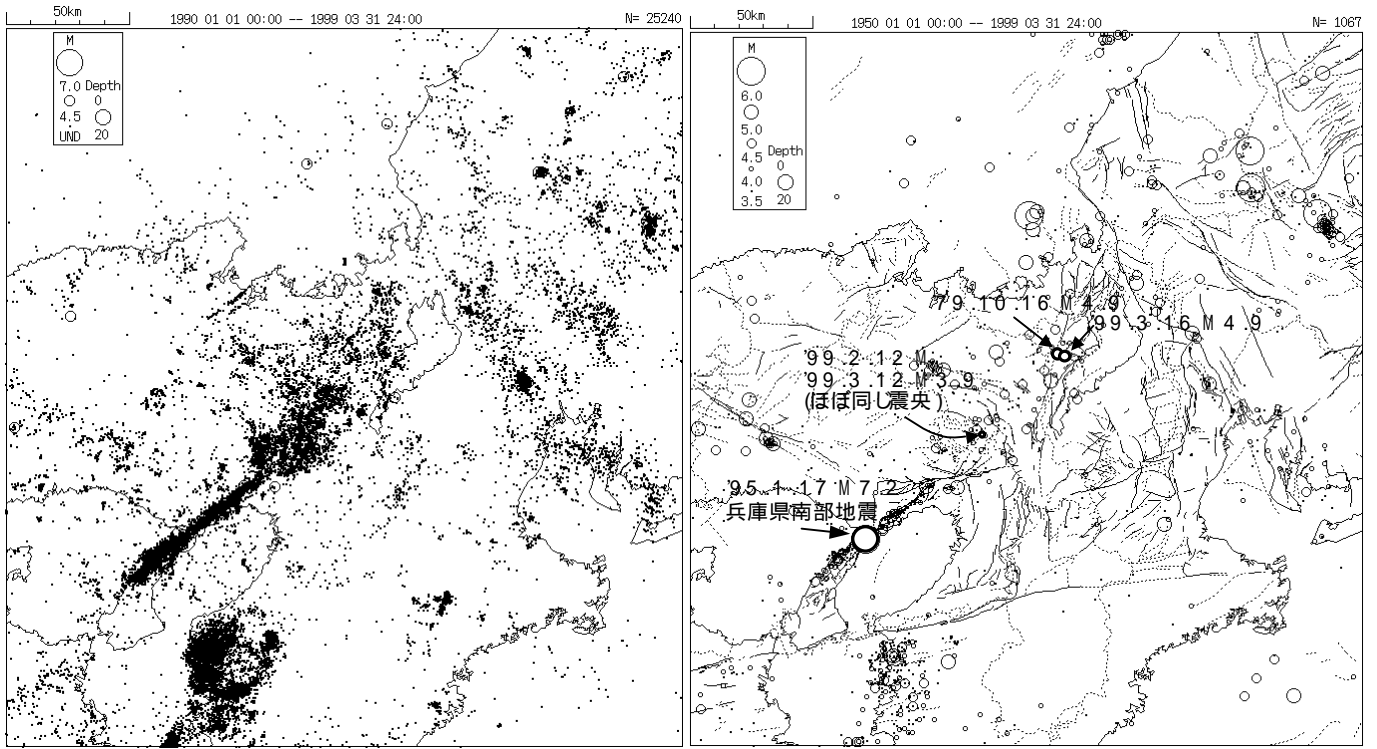 50km
1990 01 01 00:00 -- 1999 03 31 24:00
N= 25240
M
7.0 Depth
0
4.5
UND 20
50km
1950 01 01 00:00 -- 1999 03 31 24:00
N= 1067
M
6.0
5.0
4.5 Depth
0
4.0
3.5 20
79.10.16 M4.9
99.3.16 M4.9
99.2.12 M
99.3.12 M3.9
(ほぼ同じ震央)
95.1.17 M7.2
兵庫県南部地震